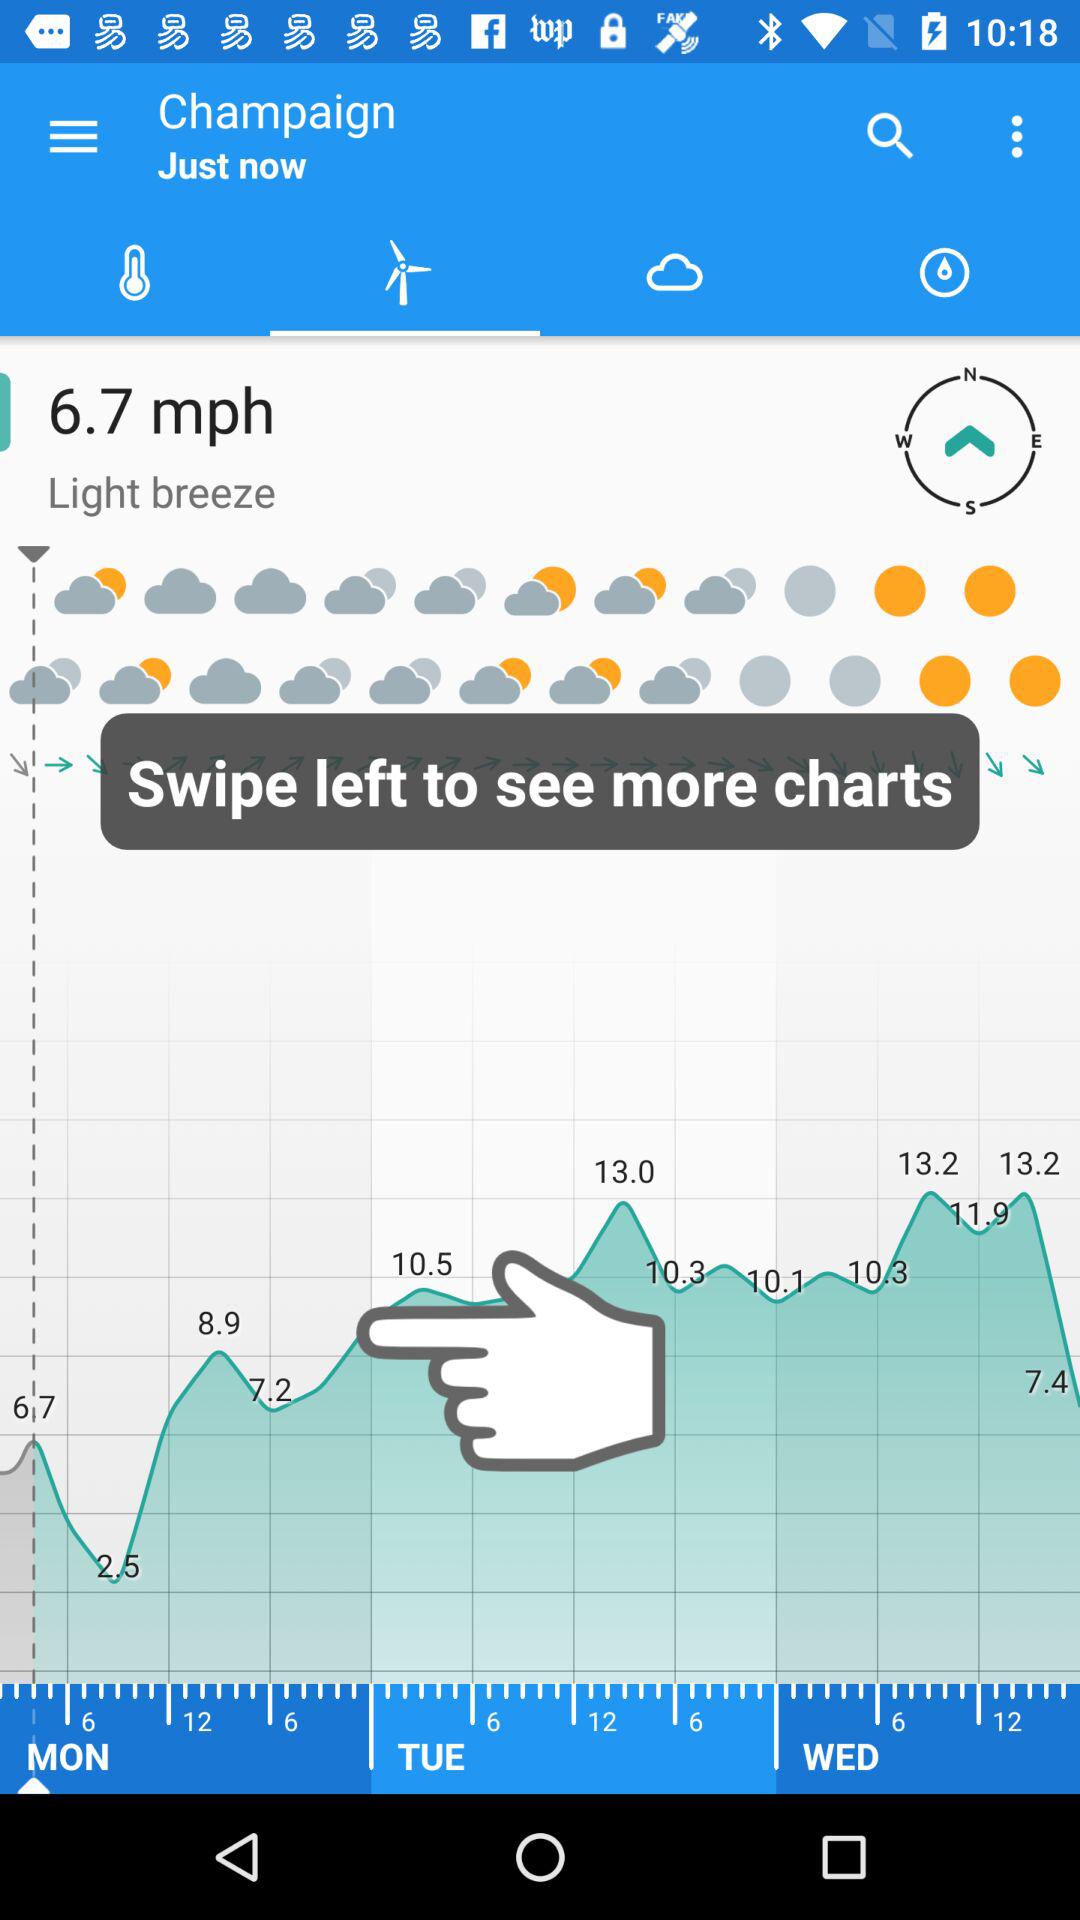 FAKE 10:18
Champaign
Just now
6.7 mph
Light breeze
N
W E
S
Swipe left to see more charts
13.2 13.2
13.0
11.9
10.5 10.3 10.1 10.3
8.9
7.2 7.4
6.7
2.5
6 12 6 6 12 6 6 12
MON TUE WED